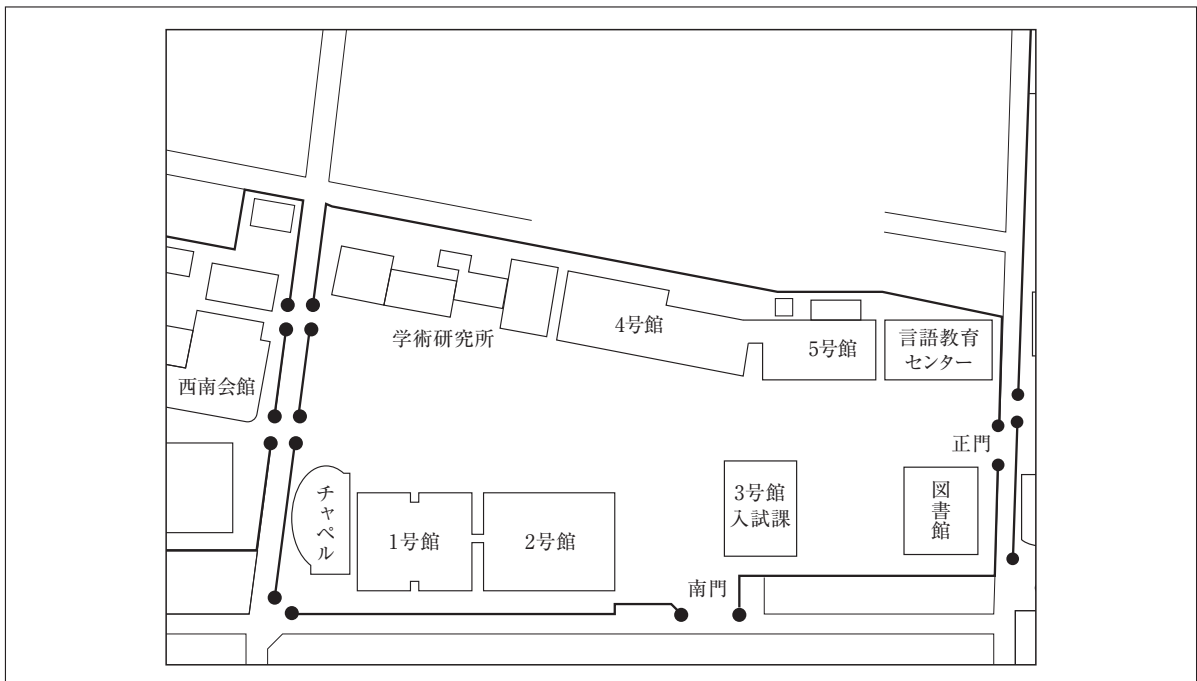 4号館
5号館
言語教育
センター
学術研究所
西南会館
正門
チャペル
1号館
2号館
3号館
入試課
図書館
南門